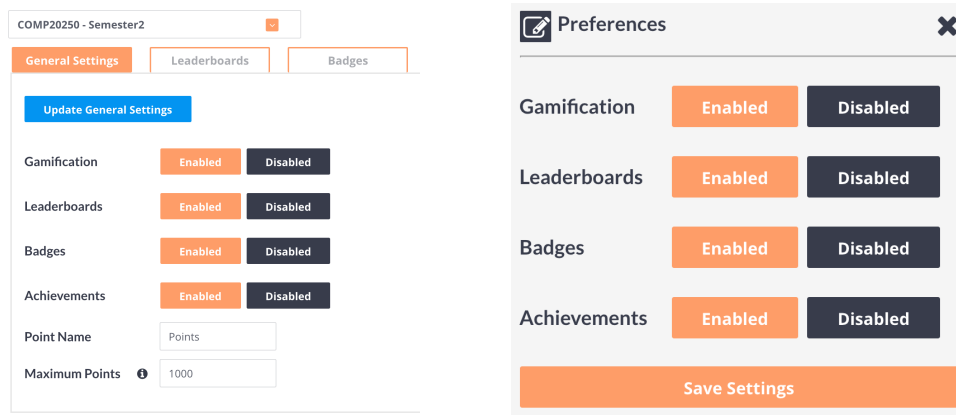 COMP20250 - Semester2
General Settings Leaderboards Badges
Update General Settings
Gamification Enabled Disabled
Leaderboards Enabled Disabled
Badges Enabled Disabled
Achievements Enabled Disabled
Point Name Points
Maximum Points 1000
Preferences
Gamification Enabled Disabled
Leaderboards Enabled Disabled
Badges Enabled Disabled
Achievements Enabled Disabled
Save Settings